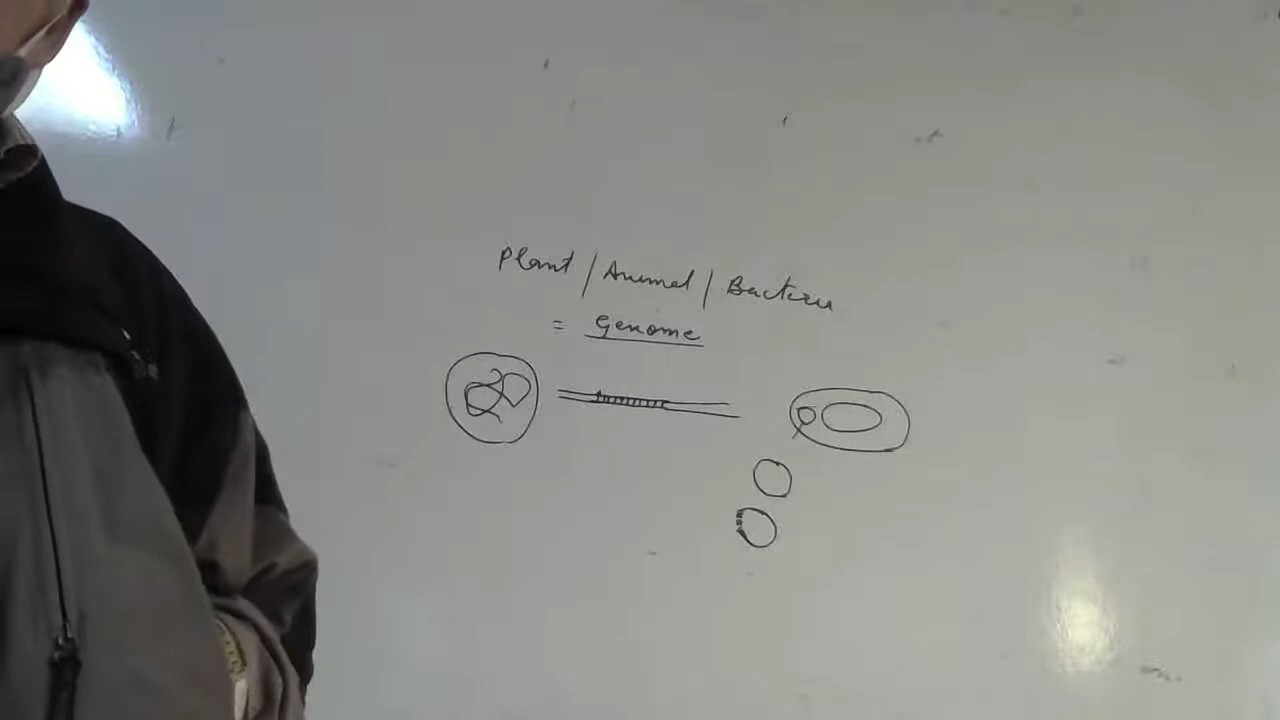 Plant / Animal / Bacteria
= Genome